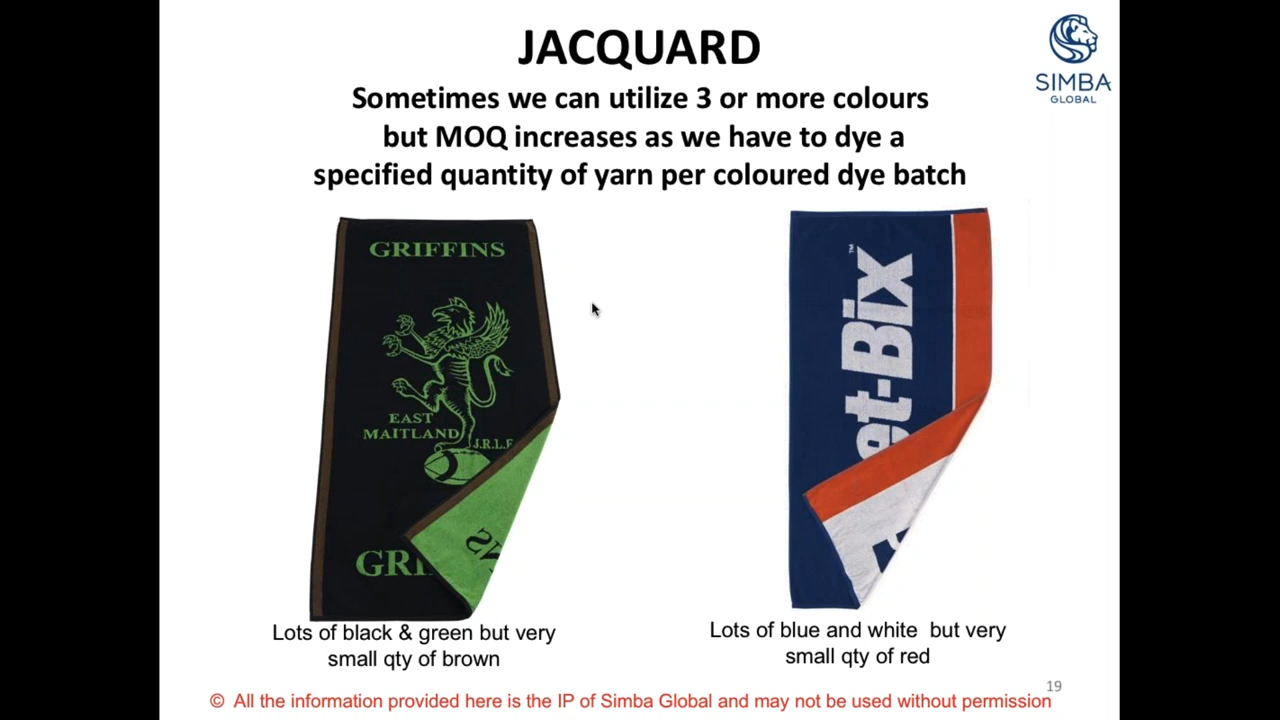 JACQUARD
SIMBA
GLOBAL
Sometimes we can utilize 3 or more colours
but MOQ increases as we have to dye a
specified quantity of yarn per coloured dye batch
GRIFFINS
EAST
MAITLAND
J.R.L.F
GRI
NS
et-Bix
™
Lots of black & green but very
small qty of brown
Lots of blue and white but very
small qty of red
19
© All the information provided here is the IP of Simba Global and may not be used without permission